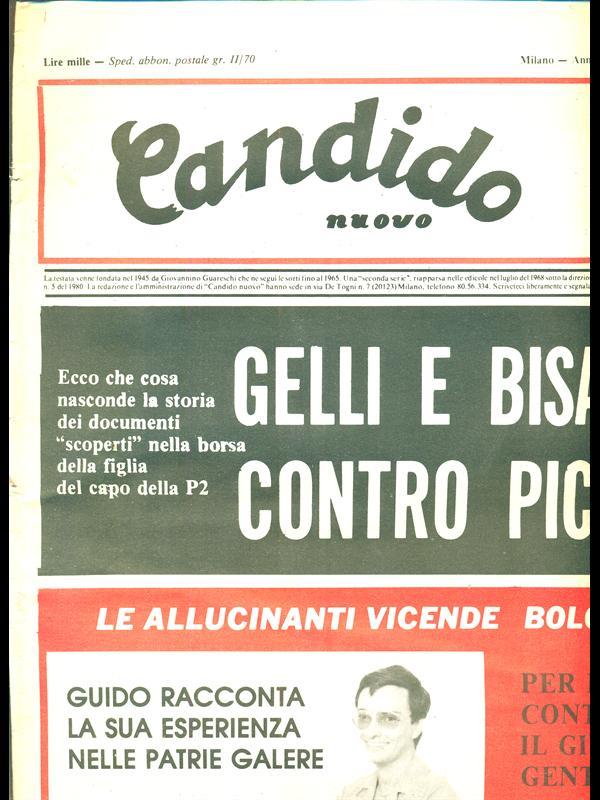 Lire mille — Sped. abbon. postale gr. II/70
Milano —
Candido
nuovo
La testata venne fondata nel 1945 da Giovannino Guareschi che ne seguì le sorti fino al 1965. Una "seconda serie", riapparsa nelle edicole nel luglio del 1968 sotto la
n. 5 del 1980. La redazione e l'amministrazione di "Candido nuovo" hanno sede in via De Togni n. 7 (20123) Milano, telefono 80.56.334. Scriveteci liberamente e
Ecco che cosa
nasconde la storia
dei documenti
"scoperti" nella borsa
della figlia
del capo della P2
GELLI E BISA
CONTRO PIC
LE ALLUCINANTI VICENDE BOLO
GUIDO RACCONTA
LA SUA ESPERIENZA
NELLE PATRIE GALERE
PER
CONT
IL GI
GENT